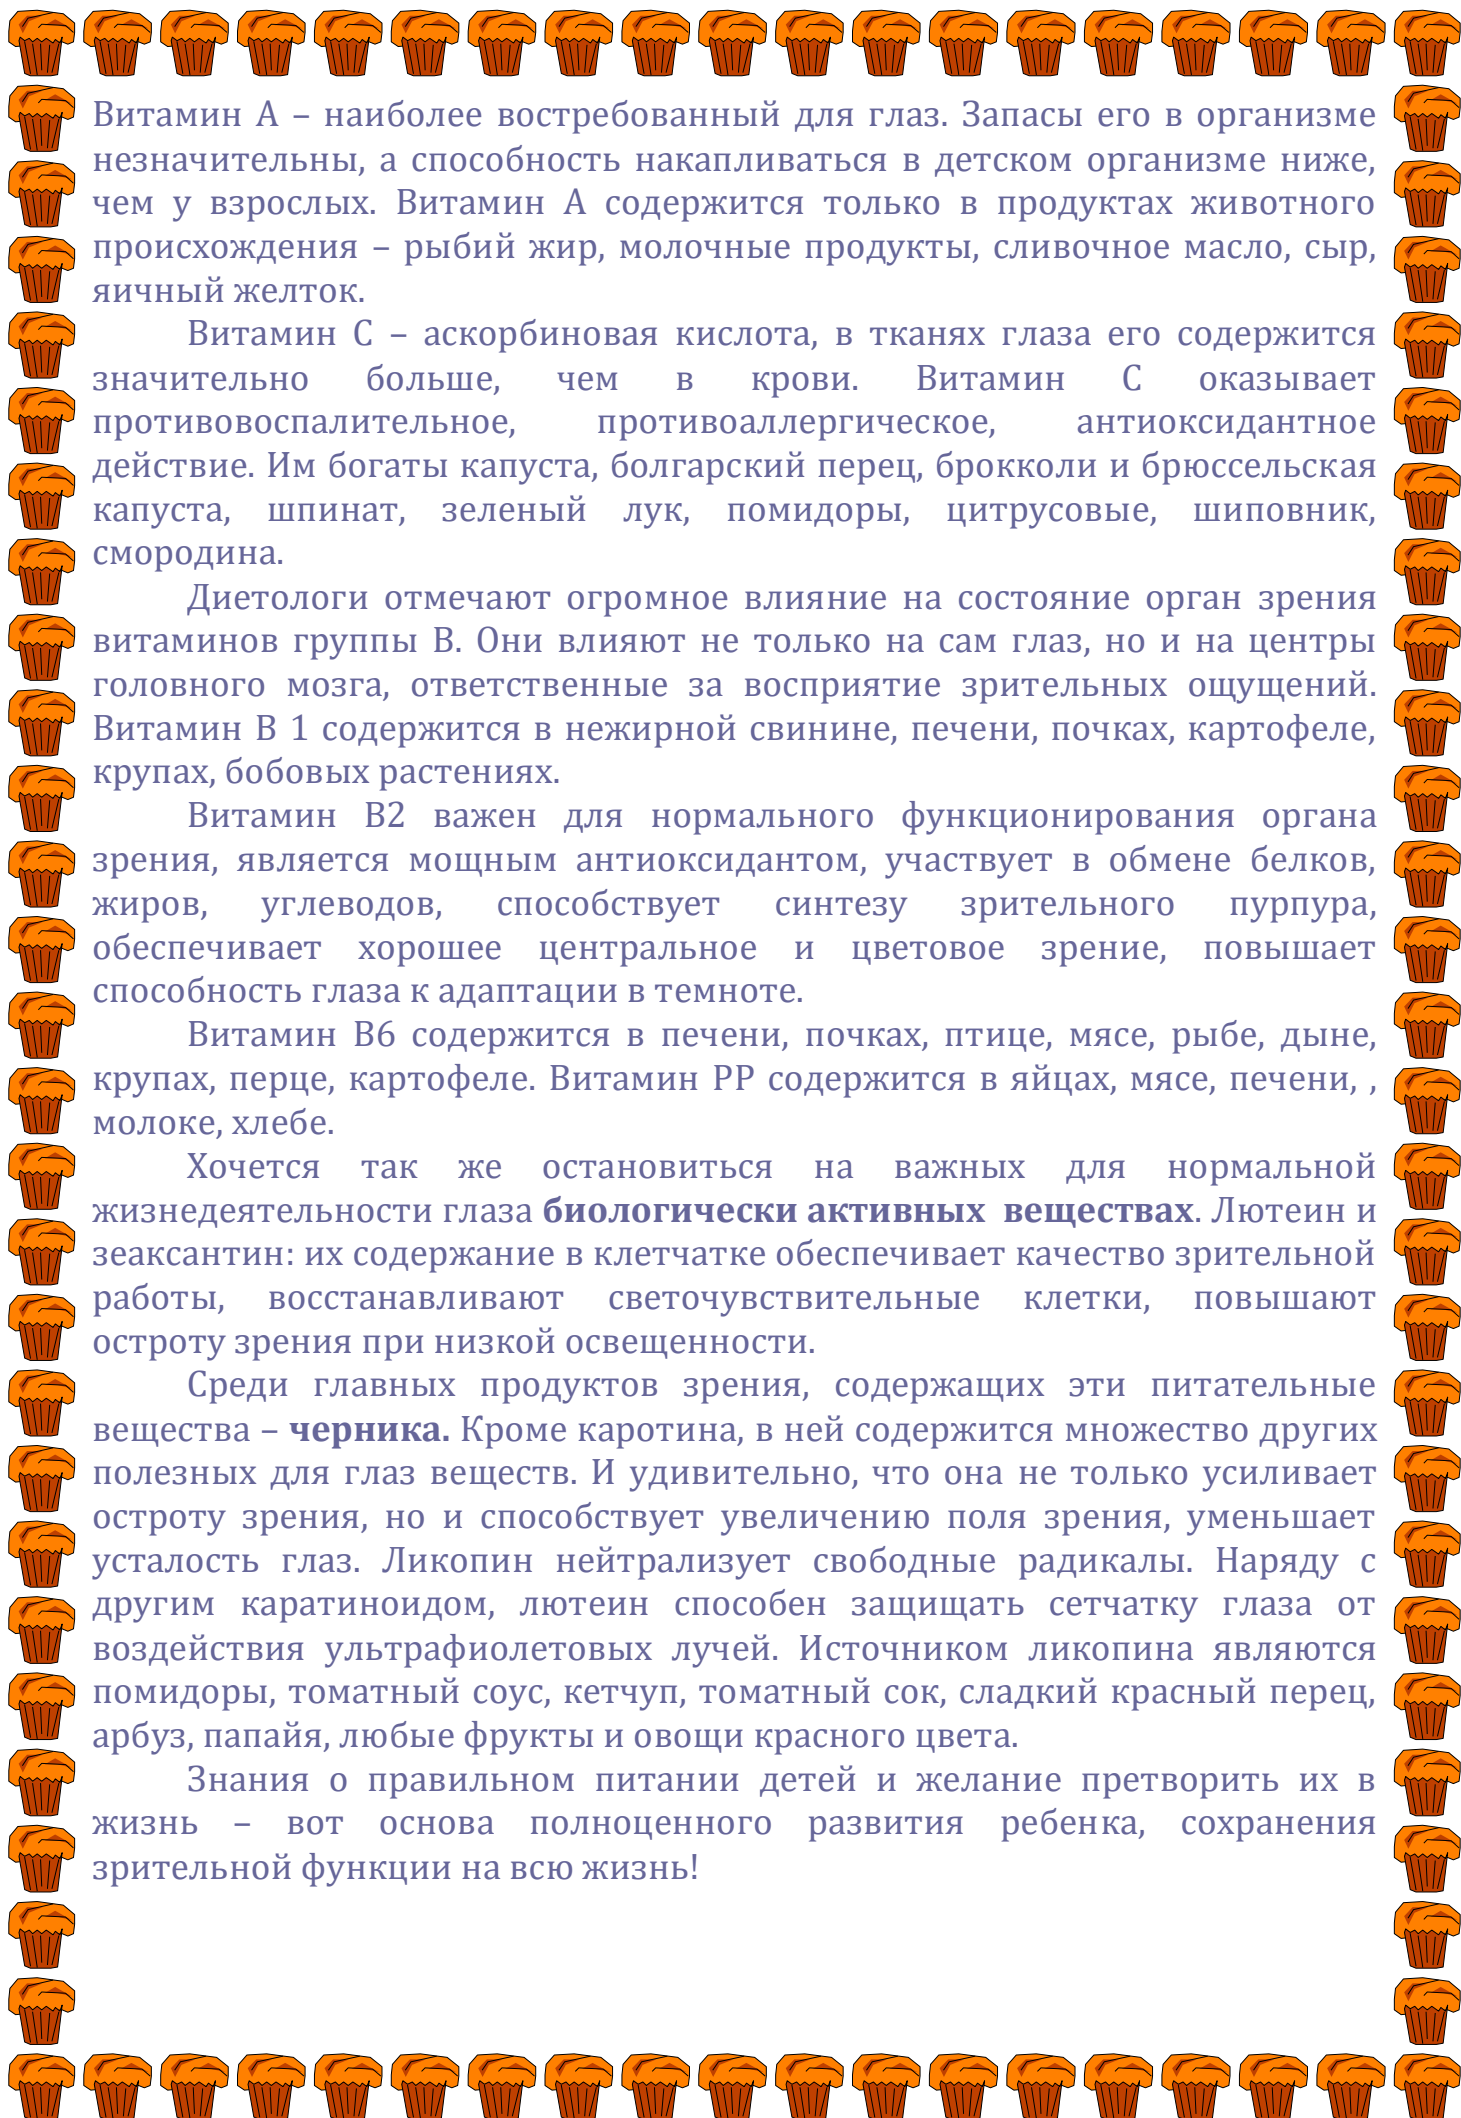 Витамин А – наиболее востребованный для глаз. Запасы его в организме
незначительны, а способность накапливаться в детском организме ниже,
чем у взрослых. Витамин А содержится только в продуктах животного
происхождения – рыбий жир, молочные продукты, сливочное масло, сыр,
яичный желток.
Витамин С – аскорбиновая кислота, в тканях глаза его содержится
значительно больше, чем в крови. Витамин С оказывает
противовоспалительное, противоаллергическое, антиоксидантное
действие. Им богаты капуста, болгарский перец, брокколи и брюссельская
капуста, шпинат, зеленый лук, помидоры, цитрусовые, шиповник,
смородина.
Диетологи отмечают огромное влияние на состояние орган зрения
витаминов группы В. Они влияют не только на сам глаз, но и на центры
головного мозга, ответственные за восприятие зрительных ощущений.
Витамин В 1 содержится в нежирной свинине, печени, почках, картофеле,
крупах, бобовых растениях.
Витамин В2 важен для нормального функционирования органа
зрения, является мощным антиоксидантом, участвует в обмене белков,
жиров, углеводов, способствует синтезу зрительного пурпура,
обеспечивает хорошее центральное и цветовое зрение, повышает
способность глаза к адаптации в темноте.
Витамин В6 содержится в печени, почках, птице, мясе, рыбе, дыне,
крупах, перце, картофеле. Витамин РР содержится в яйцах, мясе, печени, ,
молоке, хлебе.
Хочется так же остановиться на важных для нормальной
жизнедеятельности глаза биологически активных веществах. Лютеин и
зеаксантин: их содержание в клетчатке обеспечивает качество зрительной
работы, восстанавливают светочувствительные клетки, повышают
остроту зрения при низкой освещенности.
Среди главных продуктов зрения, содержащих эти питательные
вещества – черника. Кроме каротина, в ней содержится множество других
полезных для глаз веществ. И удивительно, что она не только усиливает
остроту зрения, но и способствует увеличению поля зрения, уменьшает
усталость глаз. Ликопин нейтрализует свободные радикалы. Наряду с
другим каратиноидом, лютеин способен защищать сетчатку глаза от
воздействия ультрафиолетовых лучей. Источником ликопина являются
помидоры, томатный соус, кетчуп, томатный сок, сладкий красный перец,
арбуз, папайя, любые фрукты и овощи красного цвета.
Знания о правильном питании детей и желание претворить их в
жизнь – вот основа полноценного развития ребенка, сохранения
зрительной функции на всю жизнь!